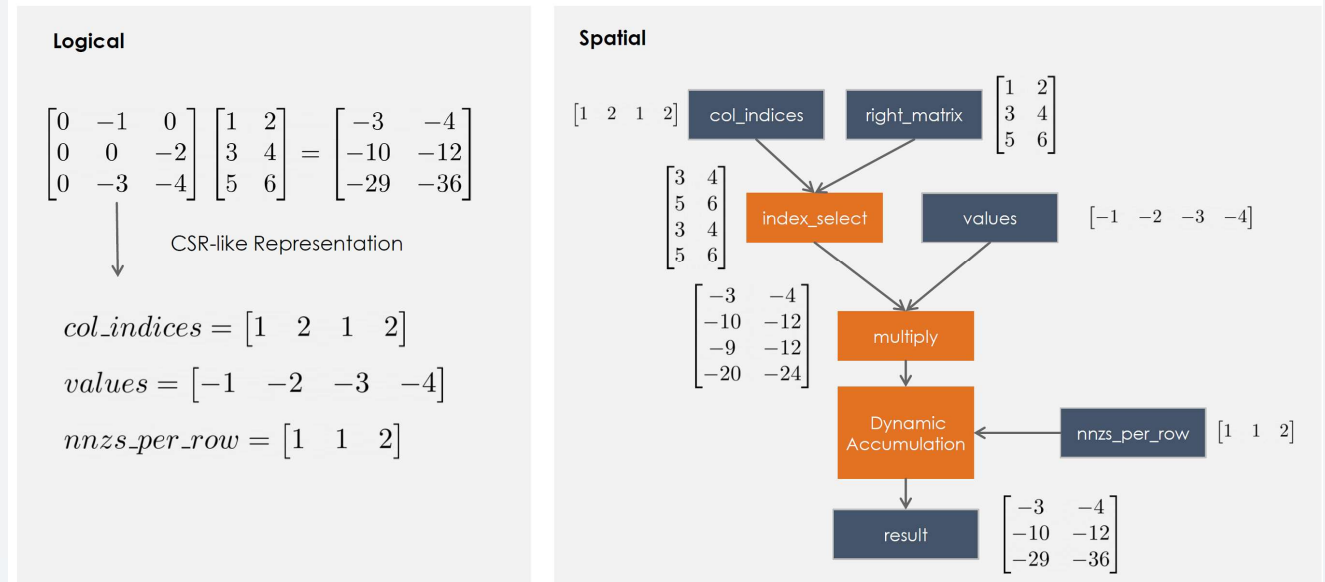 Logical
[0 −1 0] [1 2] [−3 −4]
[0 0 −2] [3 4] = [−10 −12]
[0 −3 −4] [5 6] [−29 −36]
CSR-like Representation
col_indices = [1 2 1 2]
values = [−1 −2 −3 −4]
nnzs_per_row = [1 1 2]
Spatial
[1 2 1 2] col_indices
right_matrix
[1 2]
[3 4]
[5 6]
[3 4]
[5 6]
[3 4]
[5 6]
index_select
values
[−1 −2 −3 −4]
[−3 −4]
[−10 −12]
[−9 −12]
[−20 −24]
multiply
Dynamic
Accumulation
nnzs_per_row [1 1 2]
result
[−3 −4]
[−10 −12]
[−29 −36]